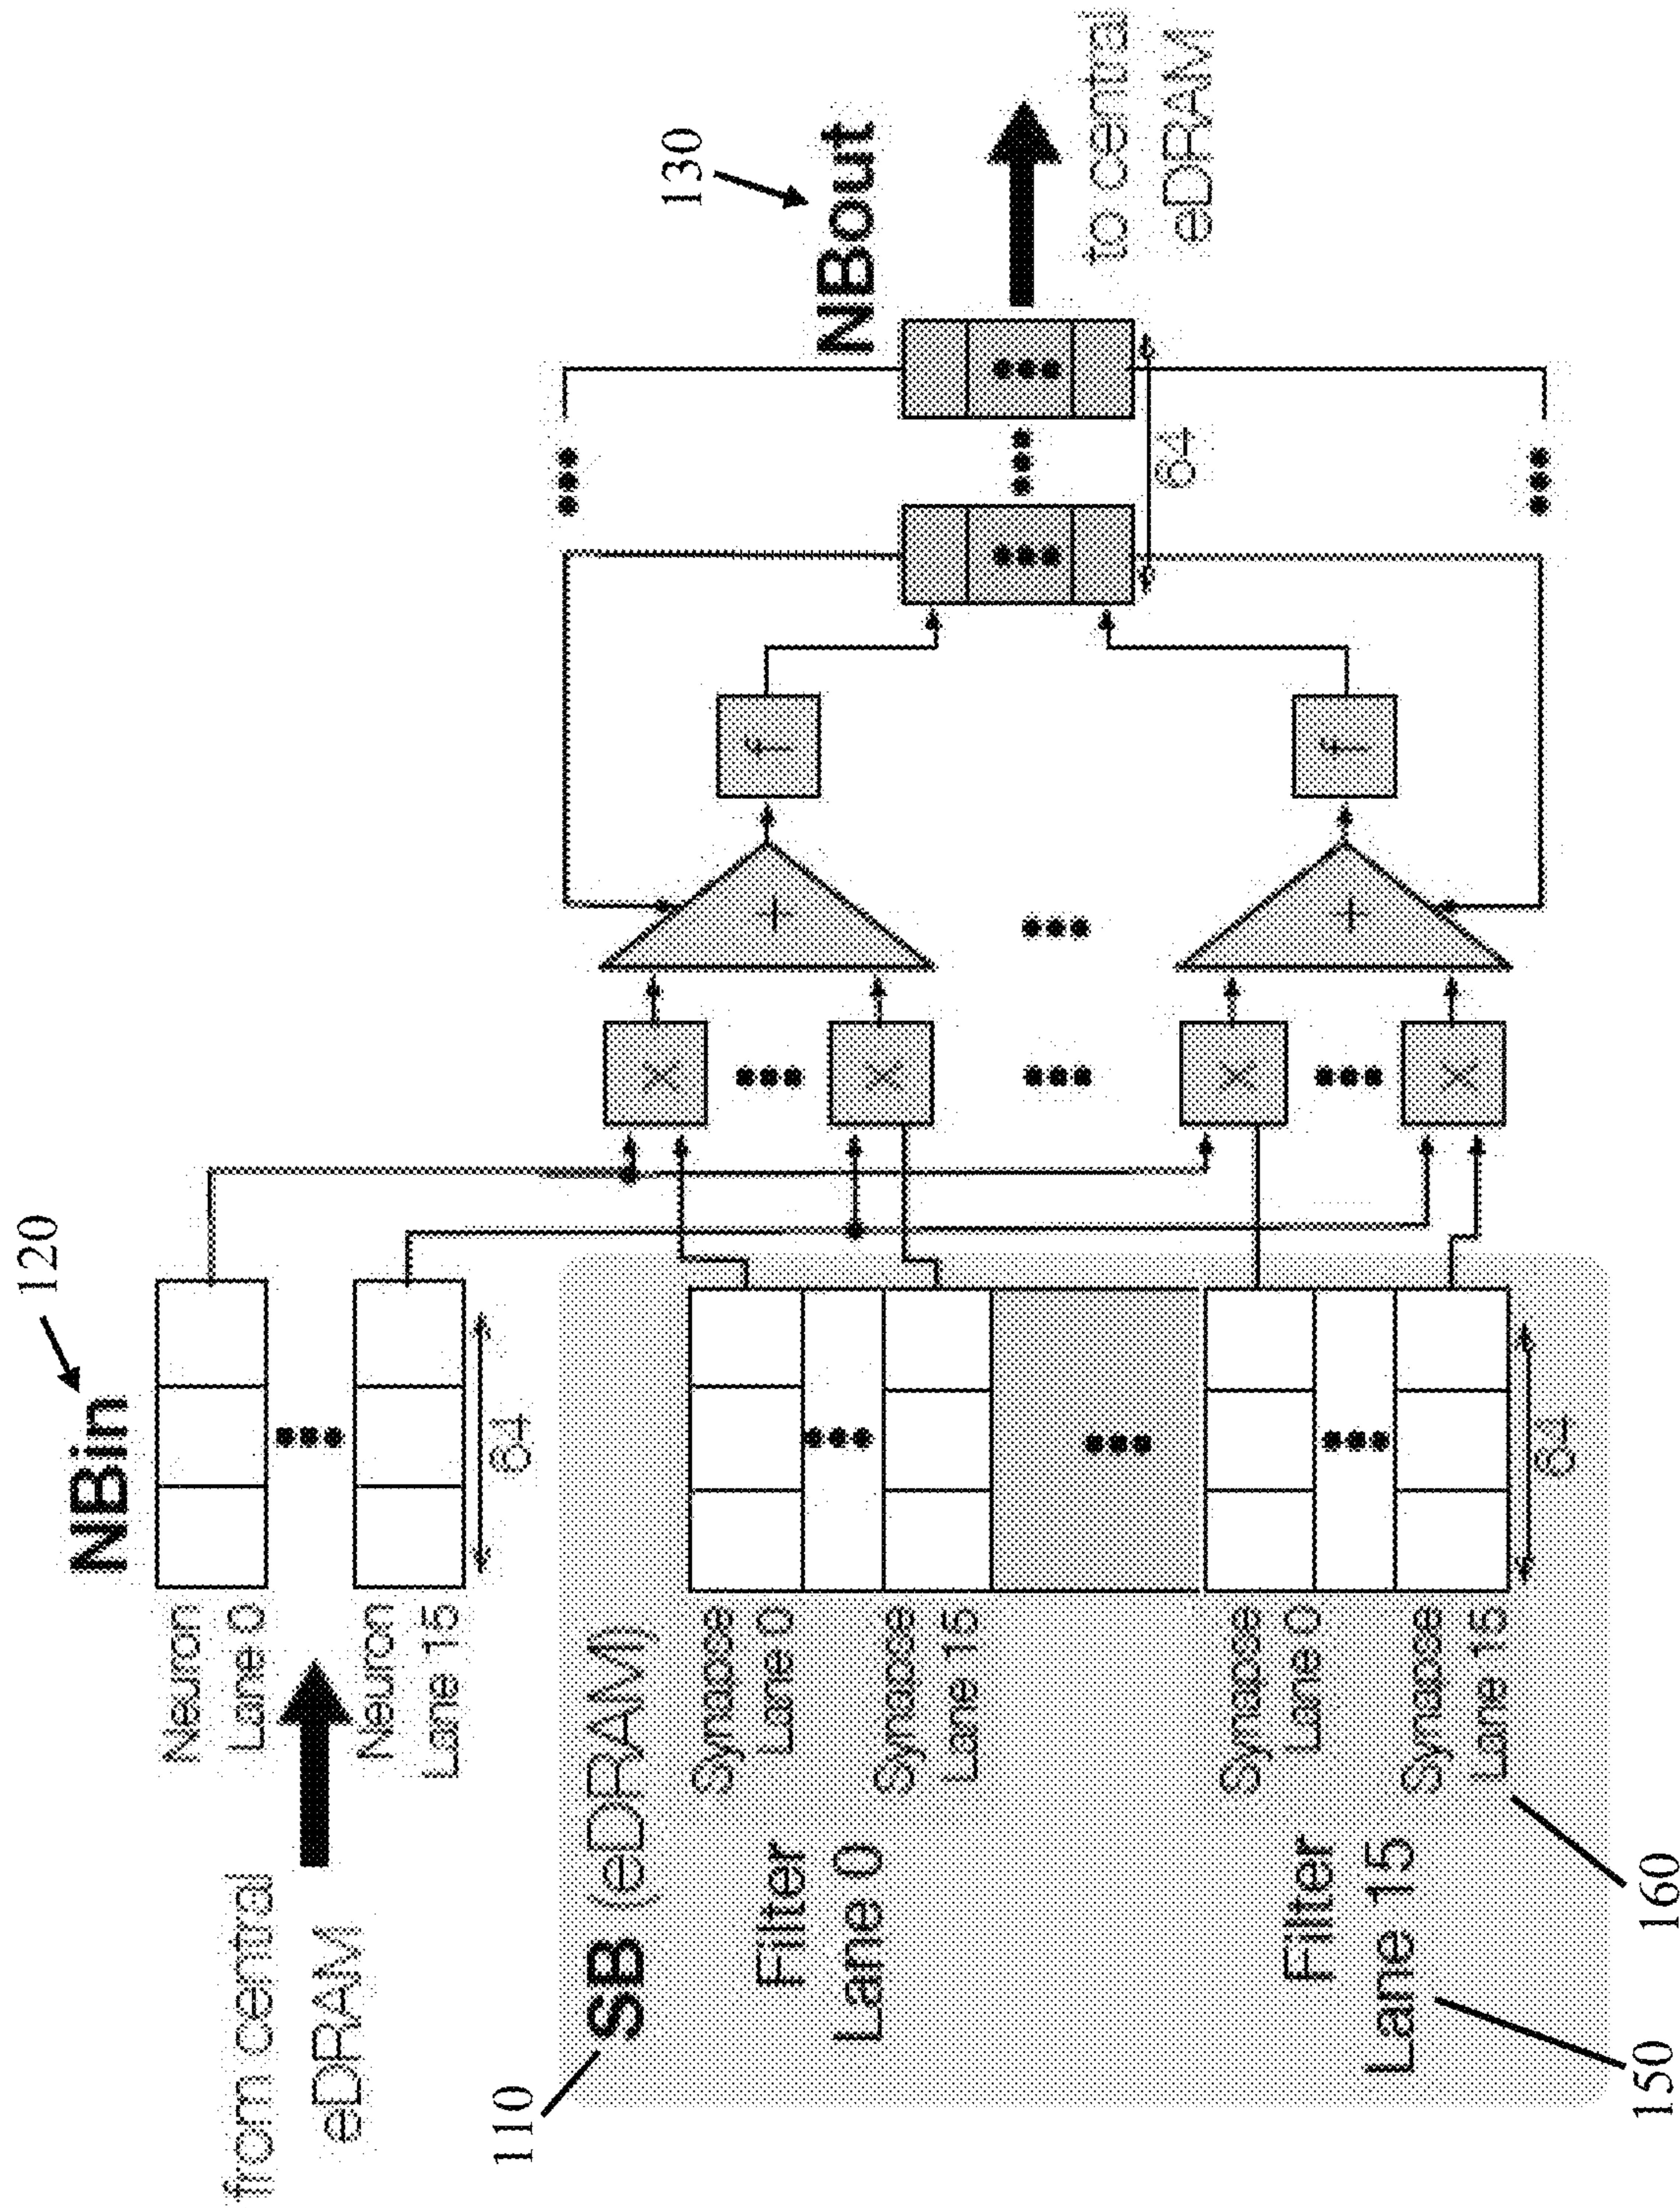 120
NBin
Neuron
Lane 0
Neuron
Lane 15
64
from central
eDRAM
110
SB (eDRAM)
Filter
Lane 0
Synapse
Lane 0
Synapse
Lane 15
Filter
Lane 15
Synapse
Lane 0
Synapse
Lane 15
64
150
160
X
X
X
X
+
+
f
f
130
NBout
64
to central
eDRAM